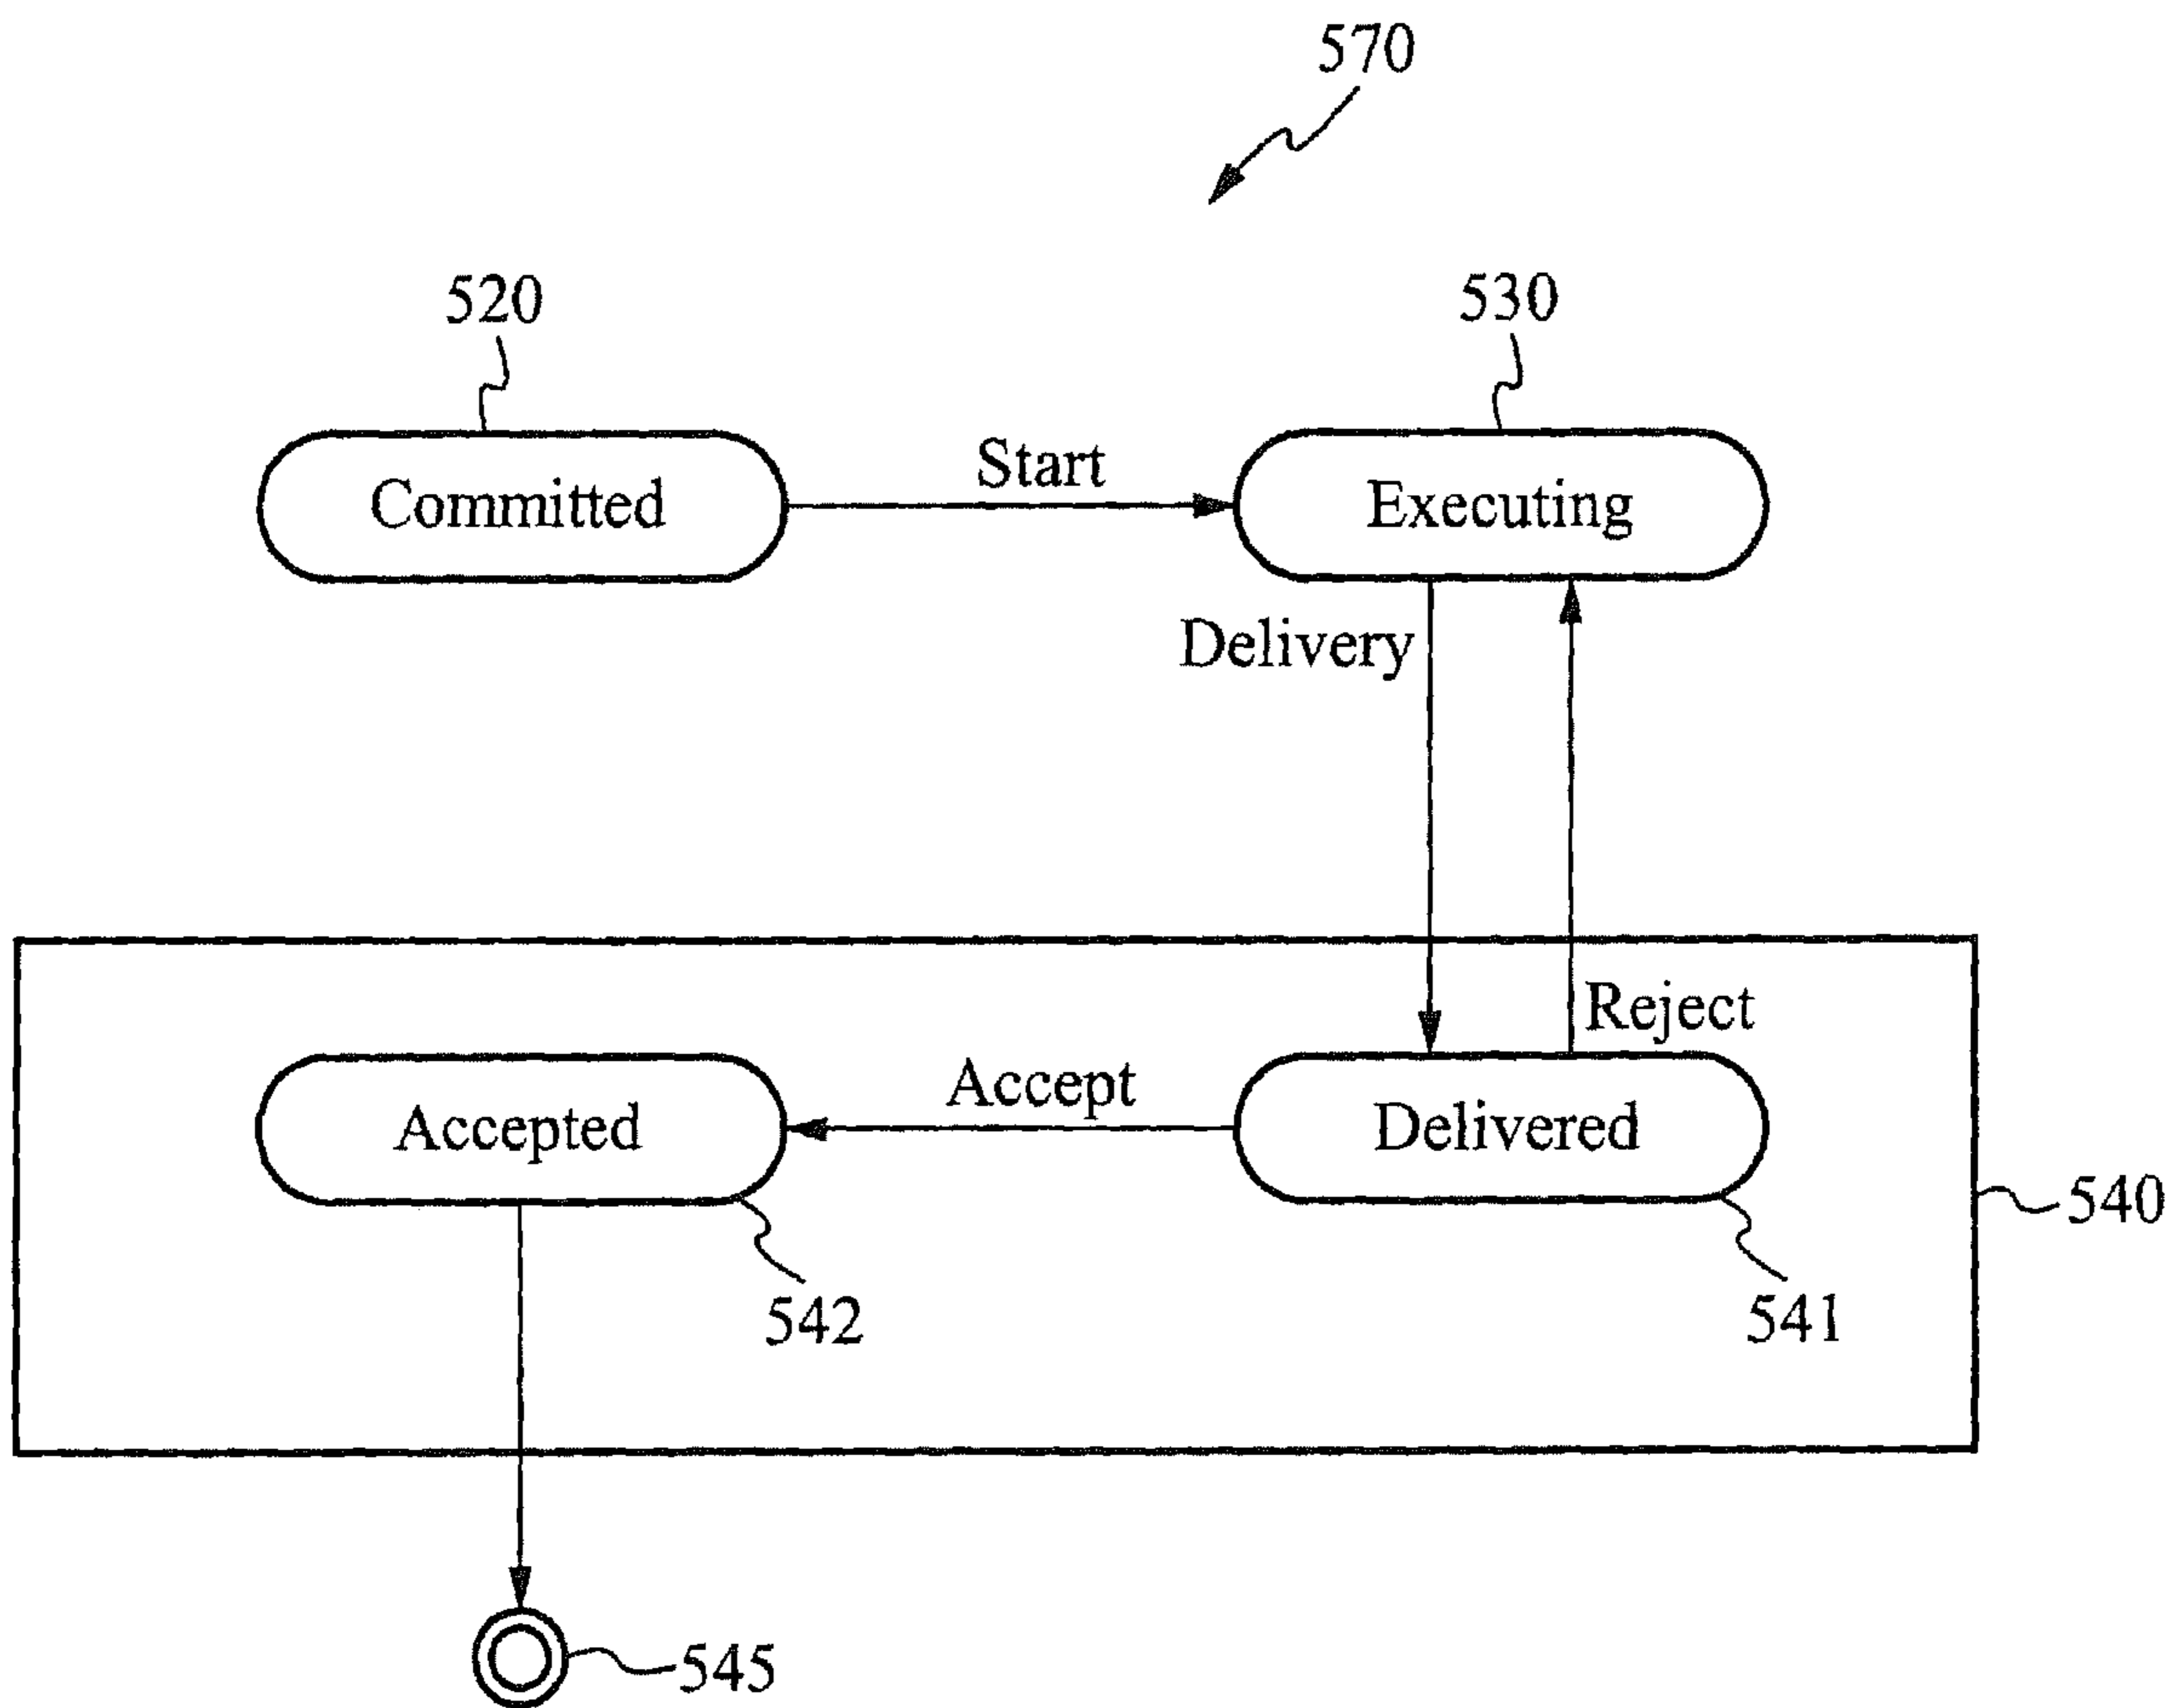 570
520
530
Committed
Start
Executing
Delivery
Reject
Accepted
Accept
Delivered
540
542
541
545